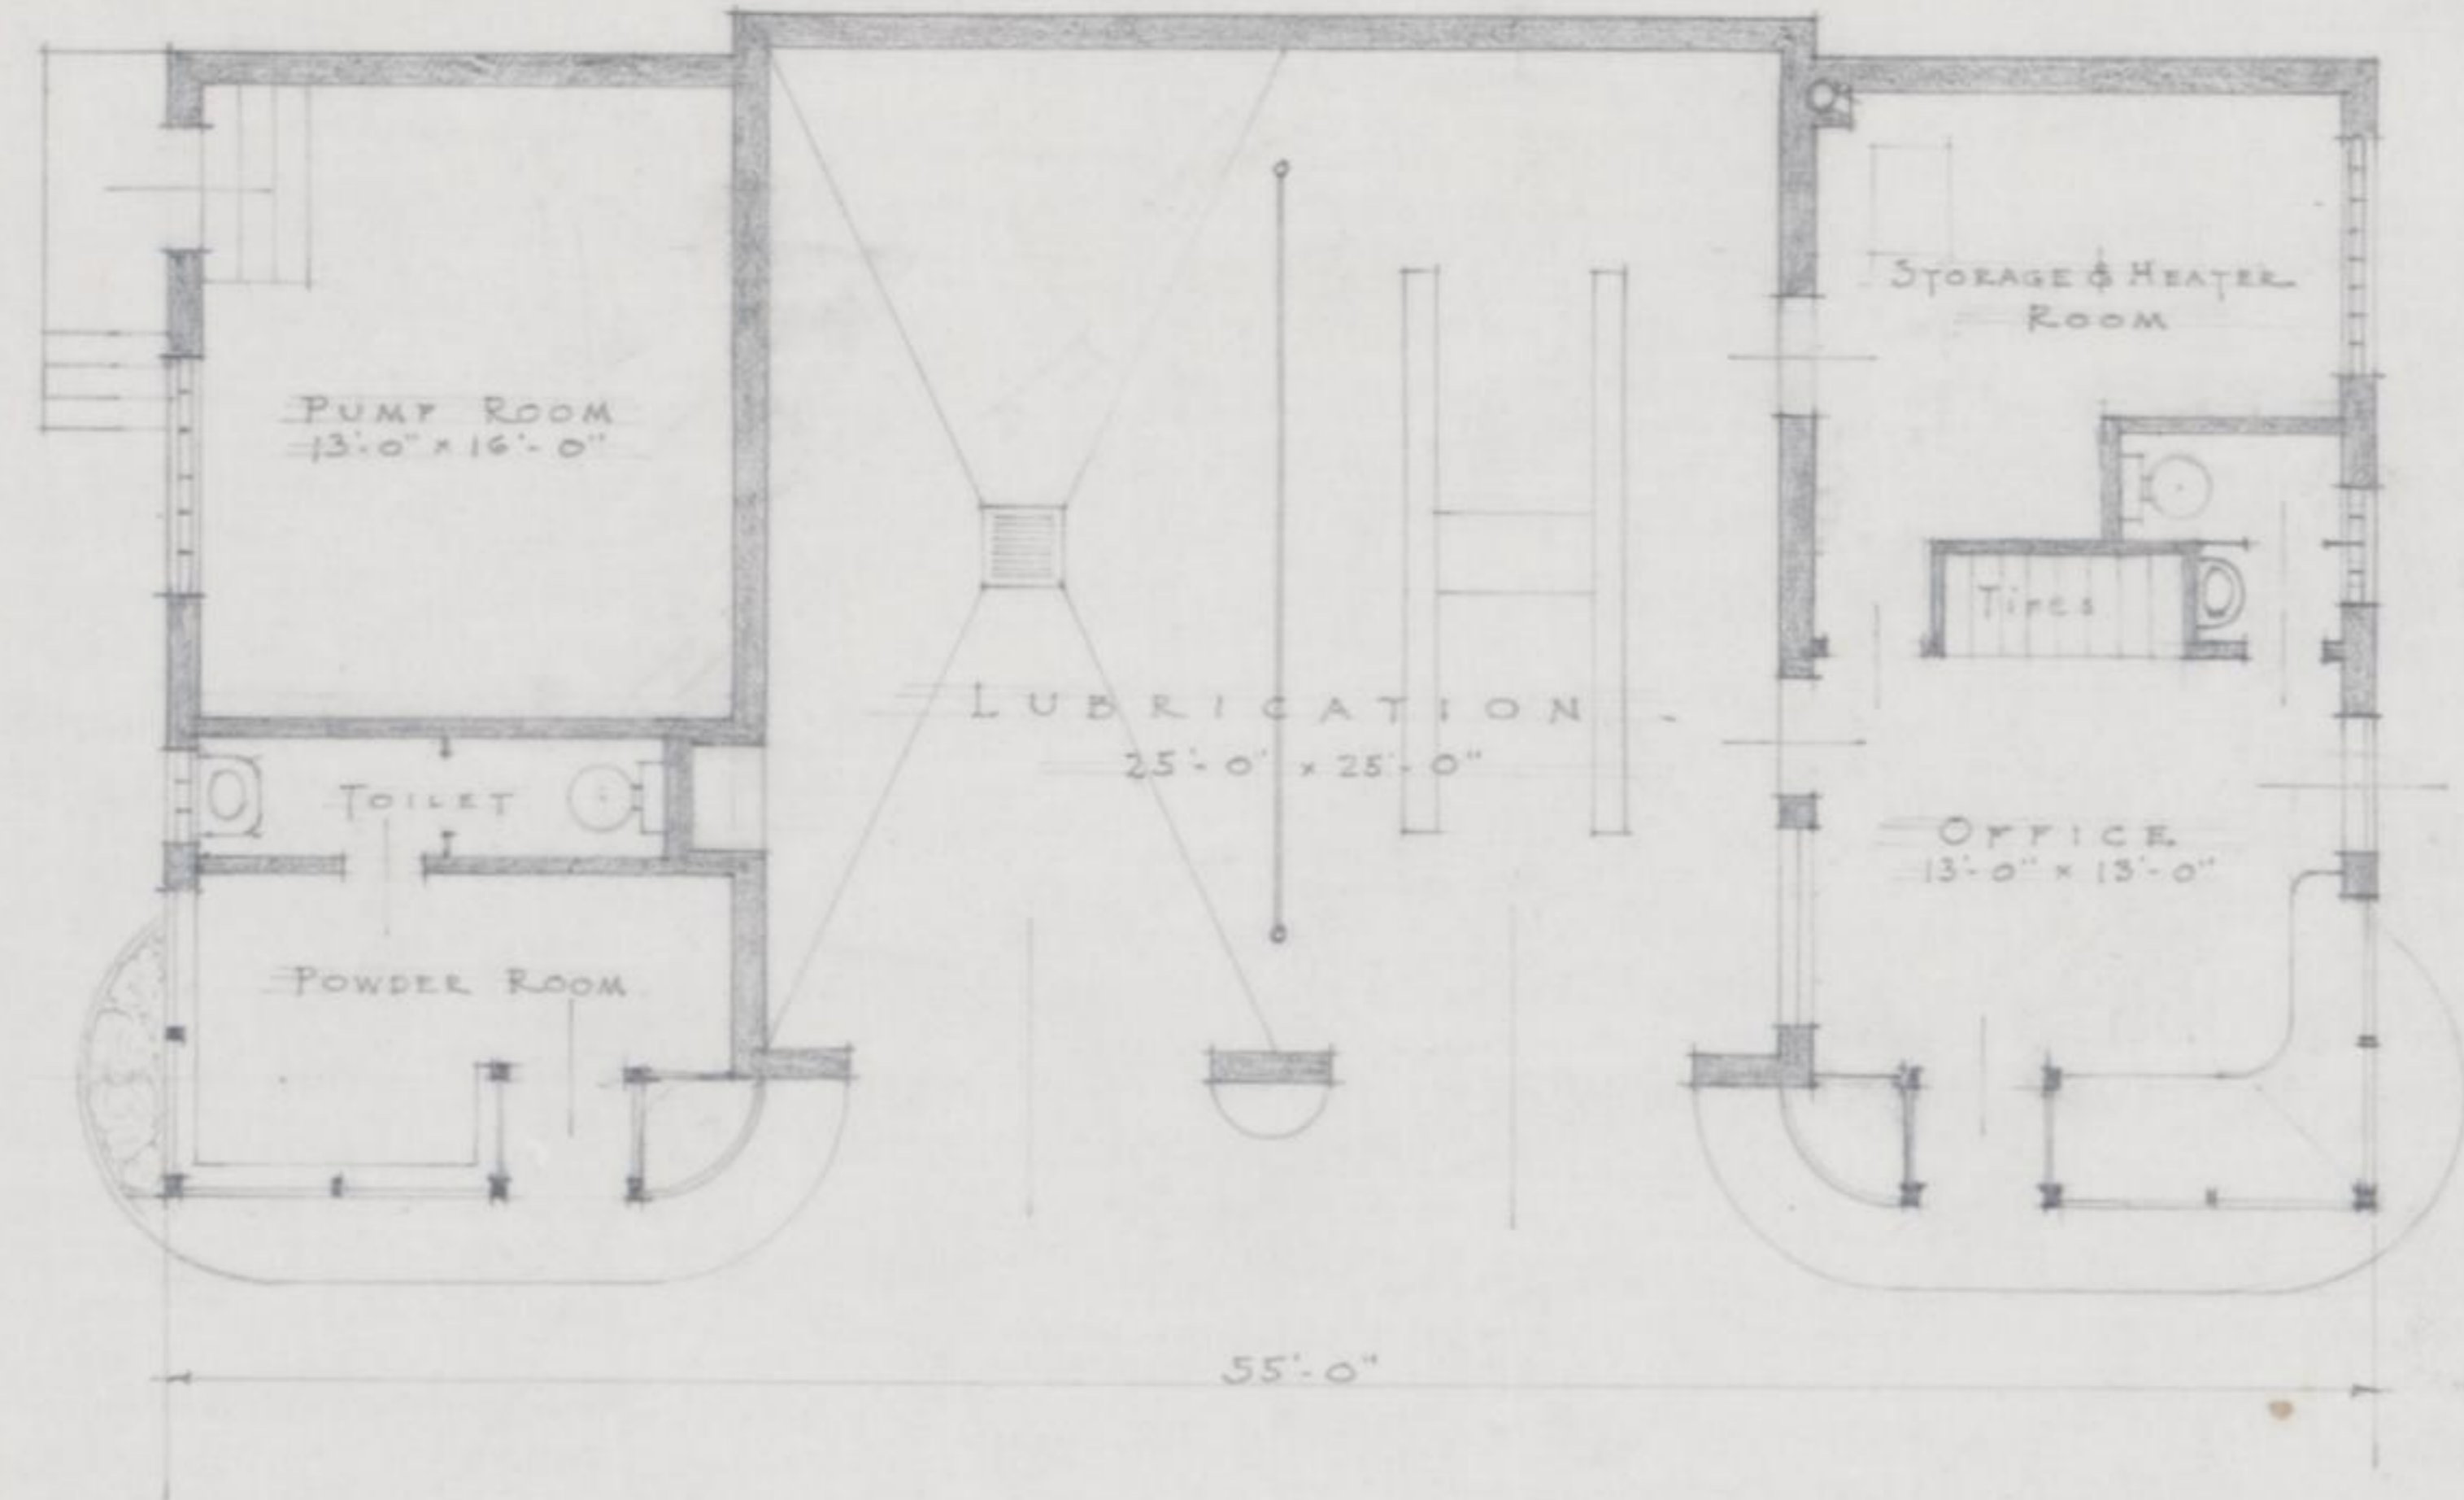 STORAGE & HEATER
ROOM
PUMP ROOM
13'-0" x 16'-0"
Tires
LUBRICATION -
25'-0" x 25'-0"
TOILET
OFFICE
13'-0" x 13'-0"
POWDER ROOM
55'-0"